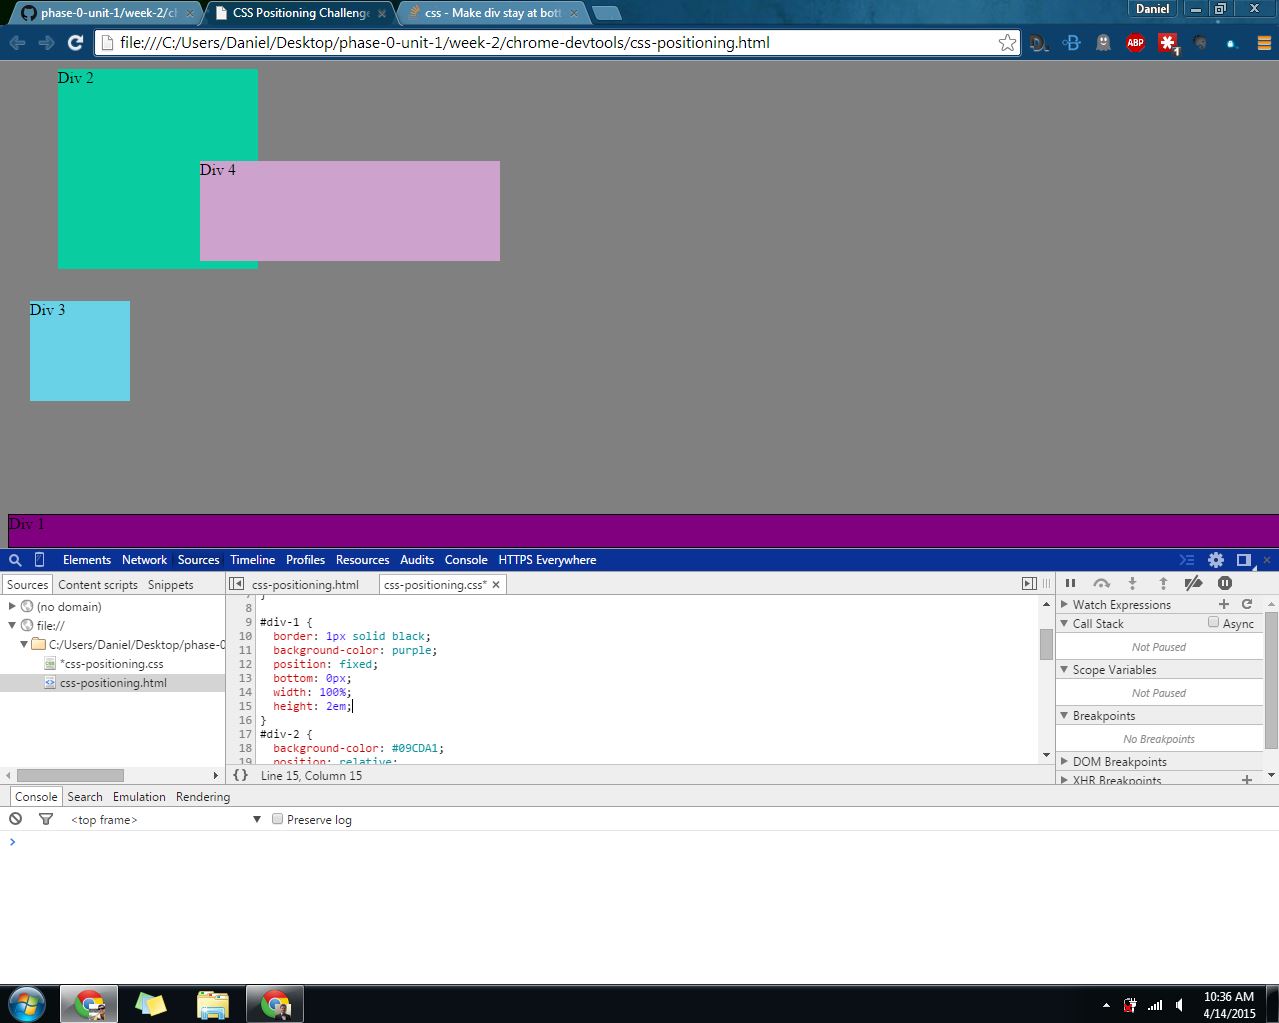 phase-0-unit-1/week-2/ch
CSS Positioning Challenge
css - Make div stay at bott
Daniel
file:///C:/Users/Daniel/Desktop/phase-0-unit-1/week-2/chrome-devtools/css-positioning.html
ABP
1
Div 2
Div 4
Div 3
Div 1
Elements Network Sources Timeline Profiles Resources Audits Console HTTPS Everywhere
Sources Content scripts Snippets
css-positioning.html css-positioning.css*
(no domain)
file://
C:/Users/Daniel/Desktop/phase-0
*css-positioning.css
css-positioning.html
7 }
8
9 #div-1 {
10 border: 1px solid black;
11 background-color: purple;
12 position: fixed;
13 bottom: 0px;
14 width: 100%;
15 height: 2em;
16 }
17 #div-2 {
18 background-color: #09CDA1;
19 position: relative;
{} Line 15, Column 15
Watch Expressions
Call Stack Async
Not Paused
Scope Variables
Not Paused
Breakpoints
No Breakpoints
DOM Breakpoints
XHR Breakpoints
Console Search Emulation Rendering
<top frame> Preserve log
10:36 AM
4/14/2015